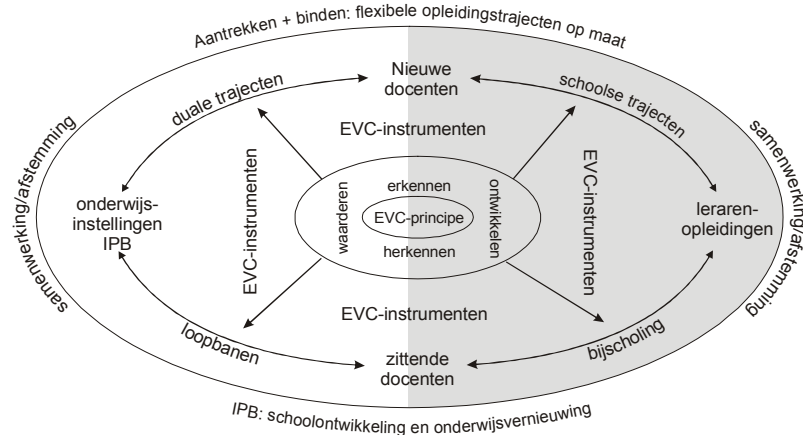 Aantrekken + binden: flexibele opleidingstrajecten op maat
Nieuwe
docenten
duale trajecten
schoolse trajecten
EVC-instrumenten
samenwerking/afstemming
samenwerking/afstemming
EVC-instrumenten
EVC-instrumenten
onderwijs-
instellingen
IPB
waarderen
erkennen
EVC-principe
herkennen
ontwikkelen
leraren-
opleidingen
EVC-instrumenten
loopbanen
bijscholing
zittende
docenten
IPB: schoolontwikkeling en onderwijsvernieuwing